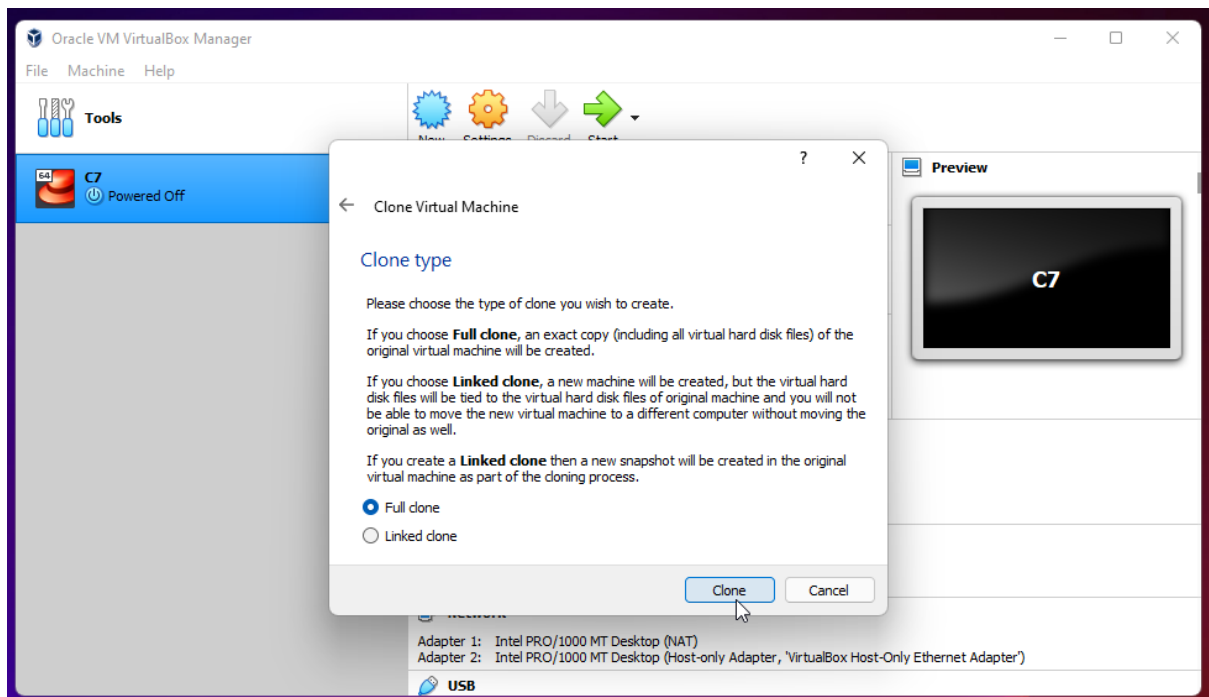 Oracle VM VirtualBox Manager
File Machine Help
Tools
New Settings Discard Start
64
C7
Powered Off
?
Clone Virtual Machine
Clone type
Please choose the type of clone you wish to create.
If you choose Full clone, an exact copy (including all virtual hard disk files) of the
original virtual machine will be created.
If you choose Linked clone, a new machine will be created, but the virtual hard
disk files will be tied to the virtual hard disk files of original machine and you will not
be able to move the new virtual machine to a different computer without moving the
original as well.
If you create a Linked clone then a new snapshot will be created in the original
virtual machine as part of the cloning process.
Full clone
Linked clone
Clone Cancel
Preview
C7
Network
Adapter 1: Intel PRO/1000 MT Desktop (NAT)
Adapter 2: Intel PRO/1000 MT Desktop (Host-only Adapter, 'VirtualBox Host-Only Ethernet Adapter')
USB